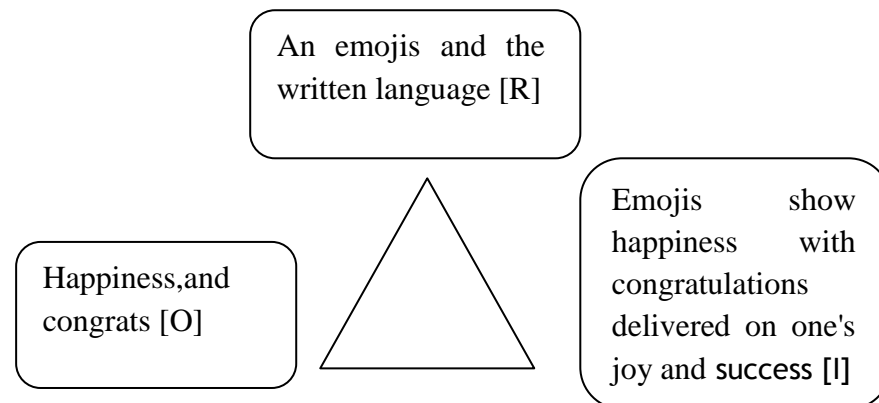 An emojis and the
written language [R]
Happiness,and
congrats [O]
Emojis show
happiness with
congratulations
delivered on one's
joy and success [I]